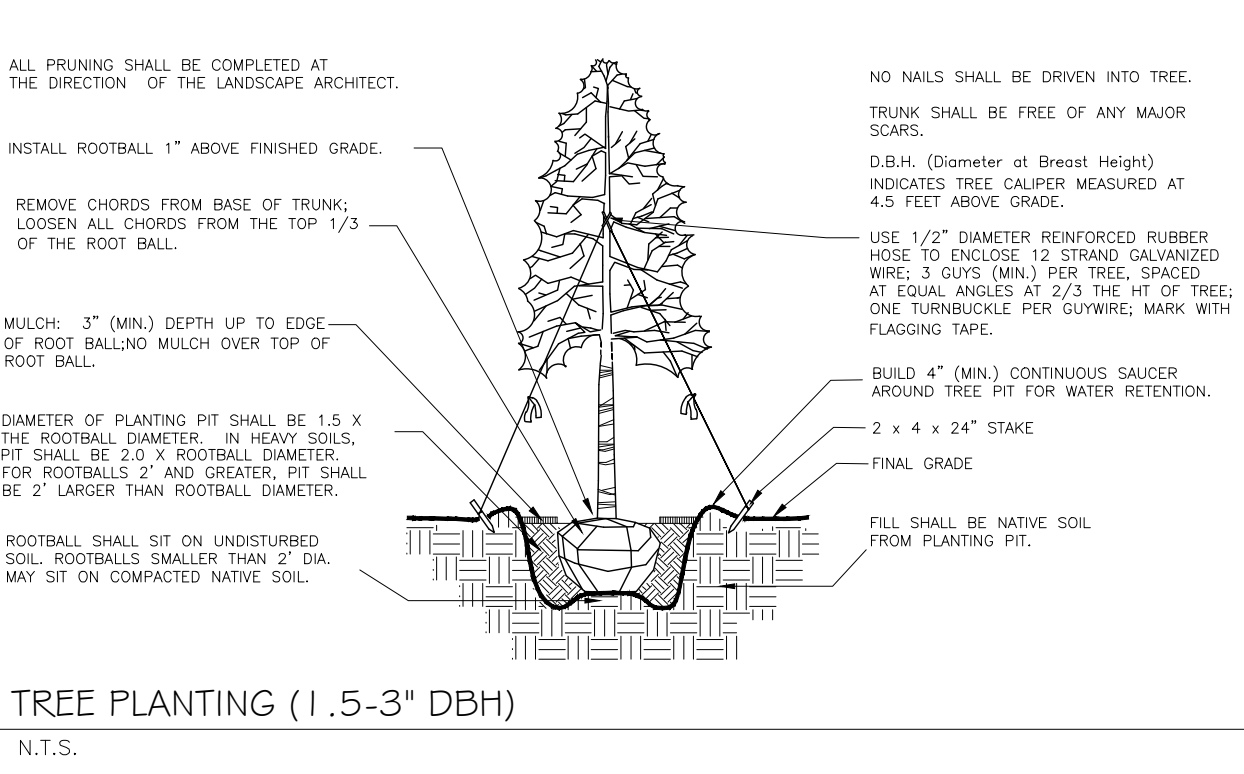 ALL PRUNING SHALL BE COMPLETED AT
THE DIRECTION OF THE LANDSCAPE ARCHITECT.
INSTALL ROOTBALL 1" ABOVE FINISHED GRADE.
REMOVE CHORDS FROM BASE OF TRUNK;
LOOSEN ALL CHORDS FROM THE TOP 1/3
OF THE ROOT BALL.
MULCH: 3" (MIN.) DEPTH UP TO EDGE
OF ROOT BALL;NO MULCH OVER TOP OF
ROOT BALL.
DIAMETER OF PLANTING PIT SHALL BE 1.5 X
THE ROOTBALL DIAMETER. IN HEAVY SOILS,
PIT SHALL BE 2.0 X ROOTBALL DIAMETER.
FOR ROOTBALLS 2' AND GREATER, PIT SHALL
BE 2' LARGER THAN ROOTBALL DIAMETER.
ROOTBALL SHALL SIT ON UNDISTURBED
SOIL. ROOTBALLS SMALLER THAN 2' DIA.
MAY SIT ON COMPACTED NATIVE SOIL.
NO NAILS SHALL BE DRIVEN INTO TREE.
TRUNK SHALL BE FREE OF ANY MAJOR
SCARS.
D.B.H. (Diameter at Breast Height)
INDICATES TREE CALIPER MEASURED AT
4.5 FEET ABOVE GRADE.
USE 1/2" DIAMETER REINFORCED RUBBER
HOSE TO ENCLOSE 12 STRAND GALVANIZED
WIRE; 3 GUYS (MIN.) PER TREE, SPACED
AT EQUAL ANGLES AT 2/3 THE HT OF TREE;
ONE TURNBUCKLE PER GUYWIRE; MARK WITH
FLAGGING TAPE.
BUILD 4" (MIN.) CONTINUOUS SAUCER
AROUND TREE PIT FOR WATER RETENTION.
2 x 4 x 24" STAKE
FINAL GRADE
FILL SHALL BE NATIVE SOIL
FROM PLANTING PIT.
TREE PLANTING (1.5-3" DBH)
N.T.S.